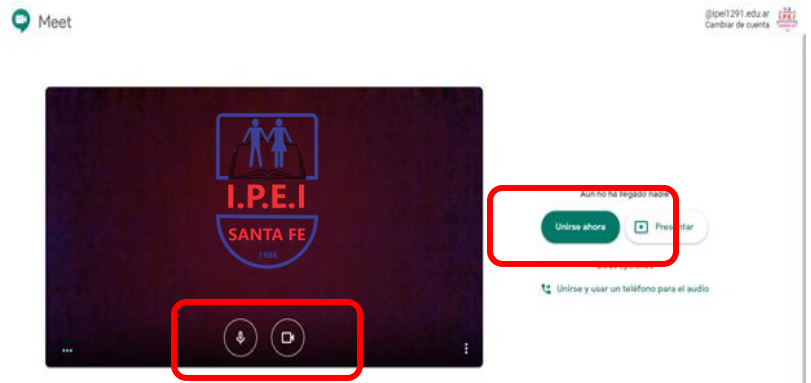 Meet
@ipei1291.edu.ar
Cambiar de cuenta
I.P.E.I
SANTA FE
1986
Aún no ha llegado nadie
Unirse ahora
Presentar
Unirse y usar un teléfono para el audio